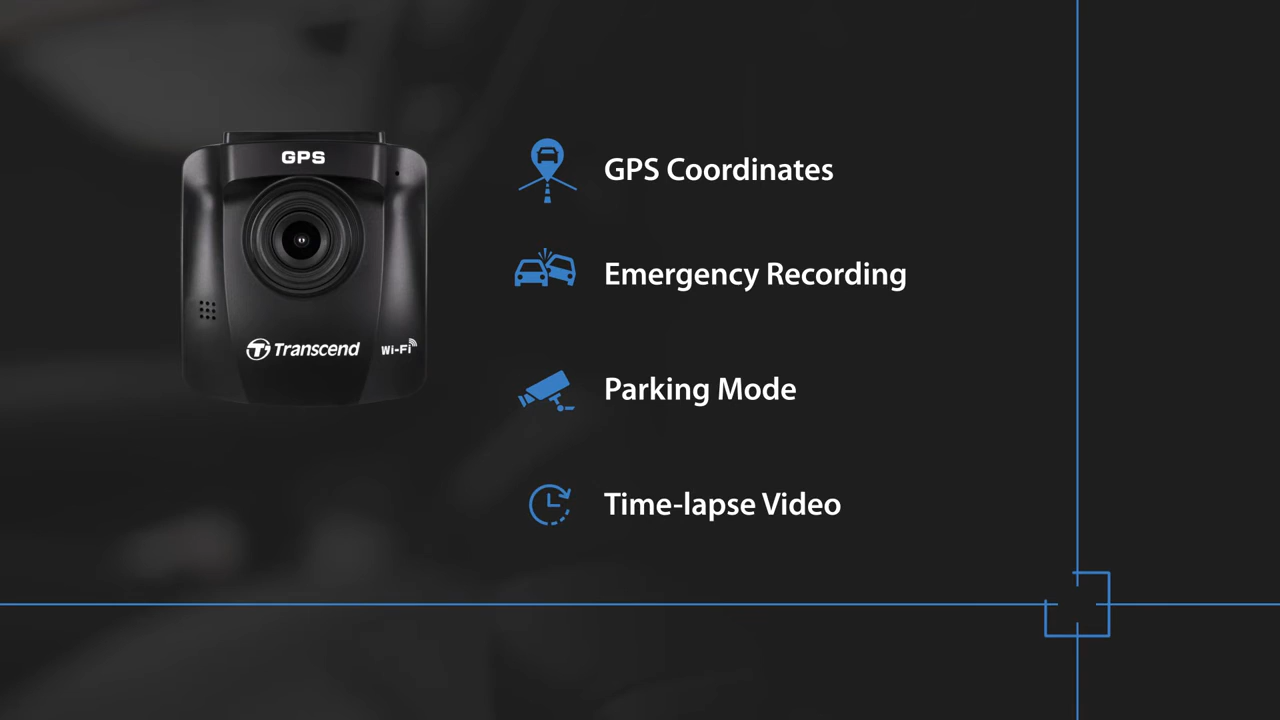 GPS
Transcend
Wi-Fi
GPS Coordinates
Emergency Recording
Parking Mode
Time-lapse Video